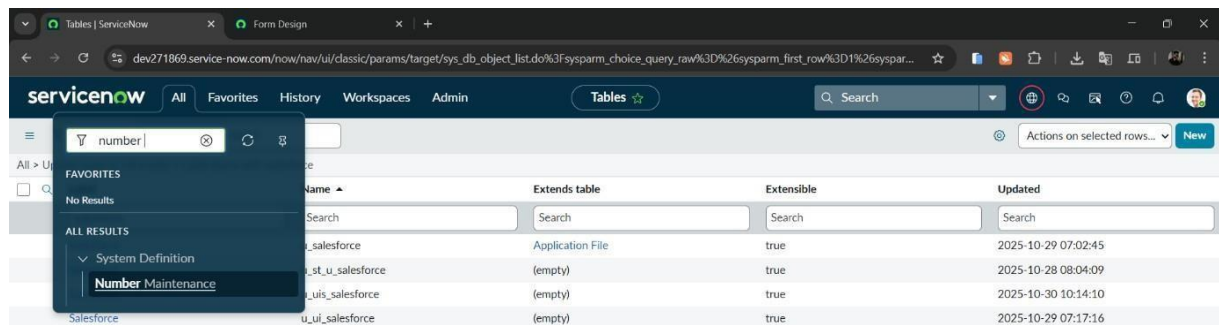 Tables | ServiceNow
Form Design
dev271869.service-now.com/now/nav/ui/classic/params/target/sys_db_object_list.do%3Fsysparm_choice_query_raw%3D%26sysparm_first_row%3D1%26syspar...
servicenow All Favorites History Workspaces Admin Tables Search
number Actions on selected rows... New
All > Up
FAVORITES
Name Extends table Extensible Updated
No Results
Search Search Search Search
ALL RESULTS
u_salesforce Application File true 2025-10-29 07:02:45
System Definition
u_st_u_salesforce (empty) true 2025-10-28 08:04:09
Number Maintenance
u_uis_salesforce (empty) true 2025-10-30 10:14:10
Salesforce u_ui_salesforce (empty) true 2025-10-29 07:17:16